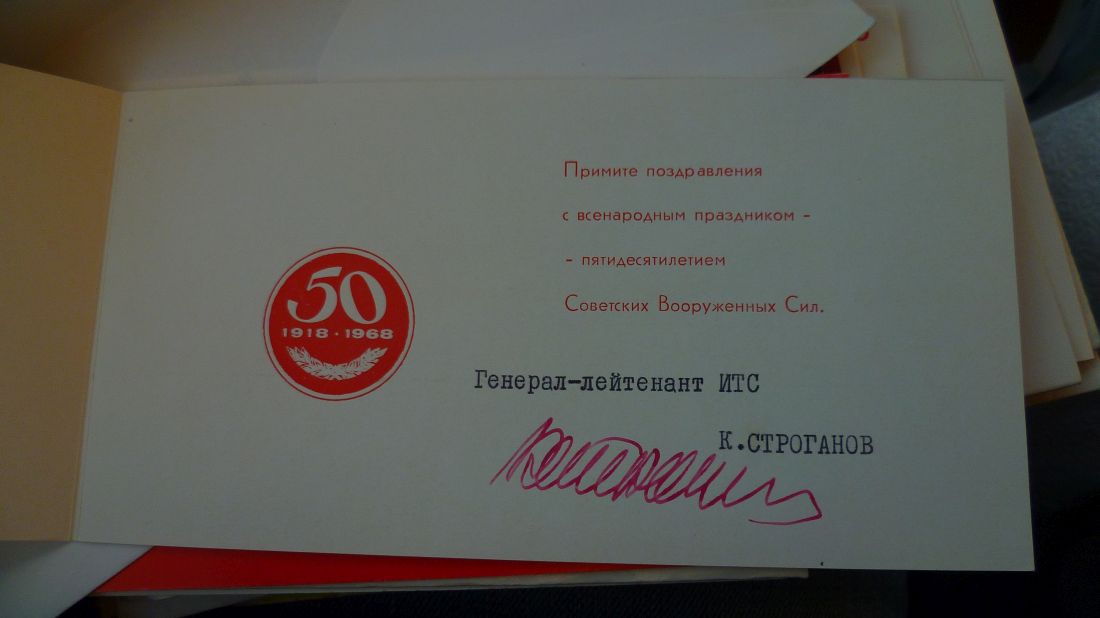 50
1918 · 1968
Примите поздравления
с всенародным праздником -
- пятидесятилетием
Советских Вооруженных Сил.
Генерал-лейтенант ИТС
К.СТРОГАНОВ